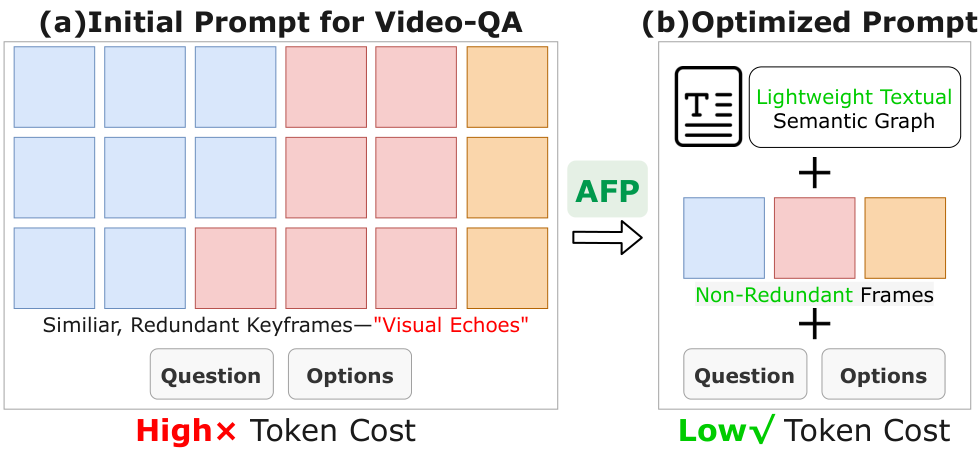 (a)Initial Prompt for Video-QA
Similiar, Redundant Keyframes—"Visual Echoes"
Question
Options
High× Token Cost
AFP
(b)Optimized Prompt
T
Lightweight Textual
Semantic Graph
+
Non-Redundant Frames
+
Question
Options
Low√ Token Cost